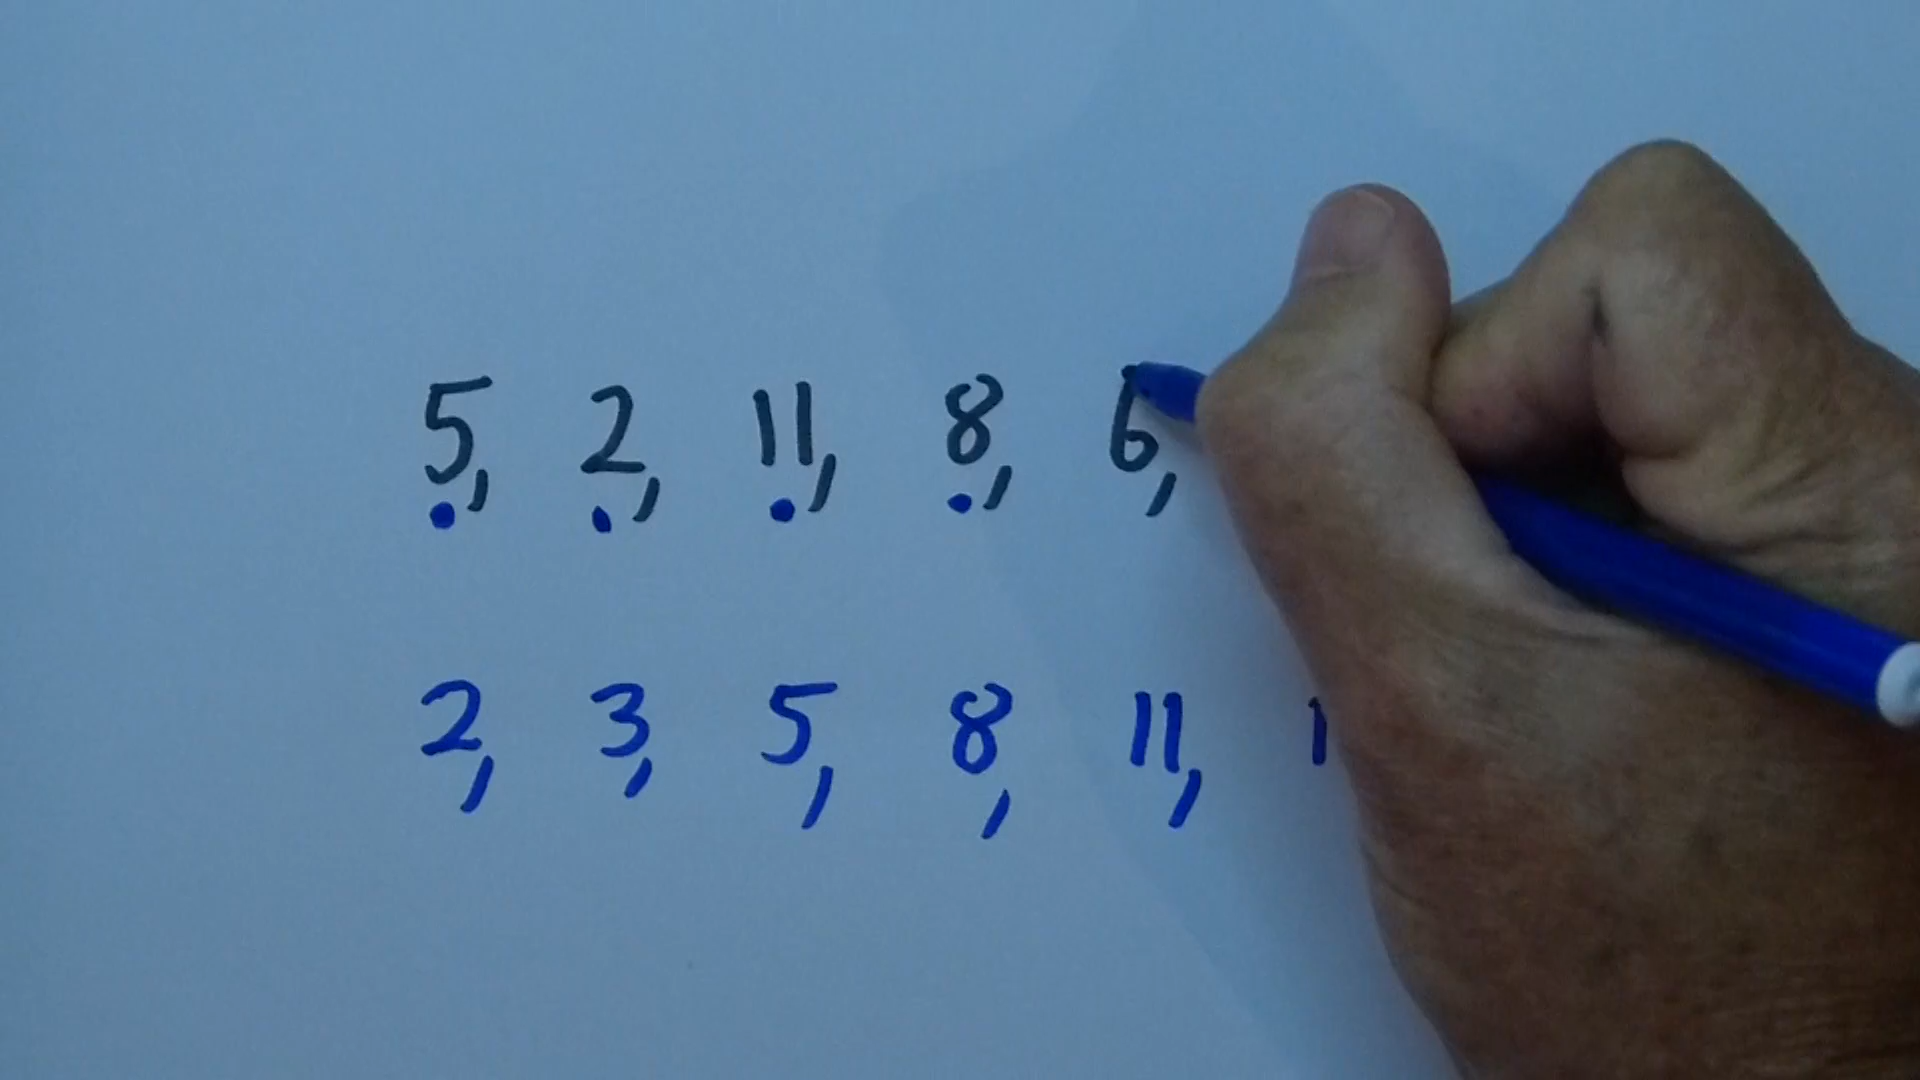 5, 2, 11, 8, 6,
2, 3, 5, 8, 11,